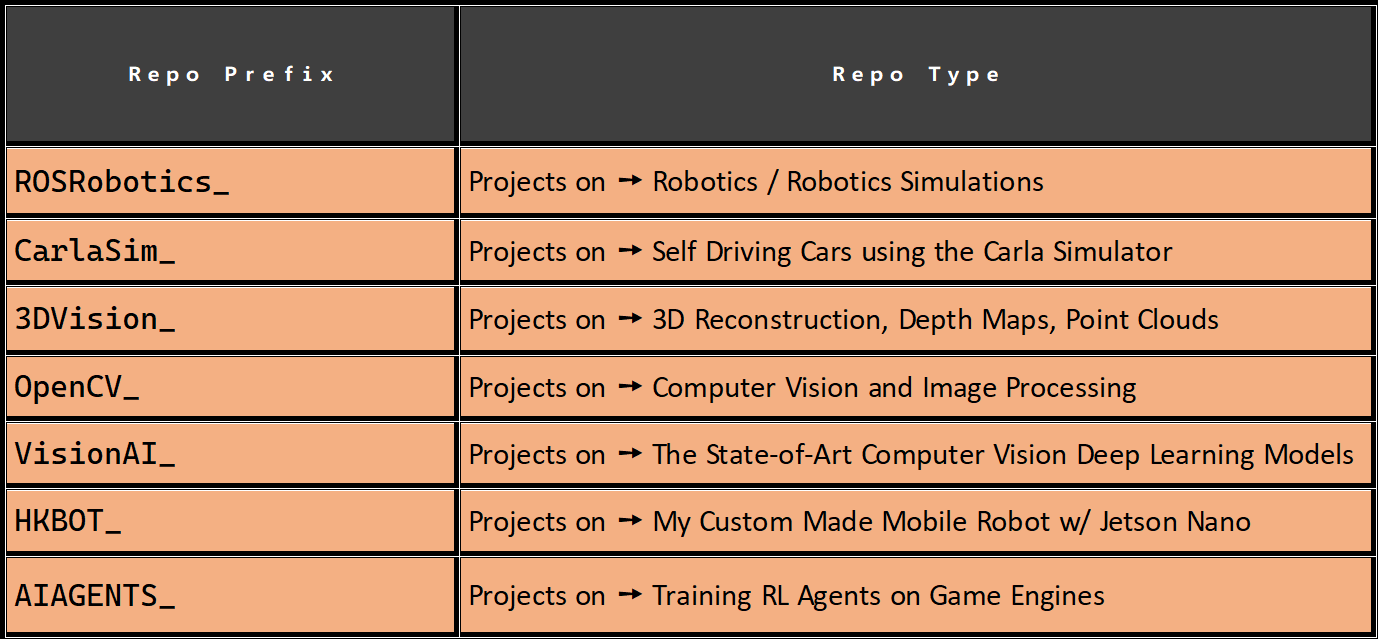 Repo Prefix
Repo Type
ROSRobotics_
Projects on → Robotics / Robotics Simulations
CarlaSim_
Projects on → Self Driving Cars using the Carla Simulator
3DVision_
Projects on → 3D Reconstruction, Depth Maps, Point Clouds
OpenCV_
Projects on → Computer Vision and Image Processing
VisionAI_
Projects on → The State-of-Art Computer Vision Deep Learning Models
HKBOT_
Projects on → My Custom Made Mobile Robot w/ Jetson Nano
AIAGENTS_
Projects on → Training RL Agents on Game Engines